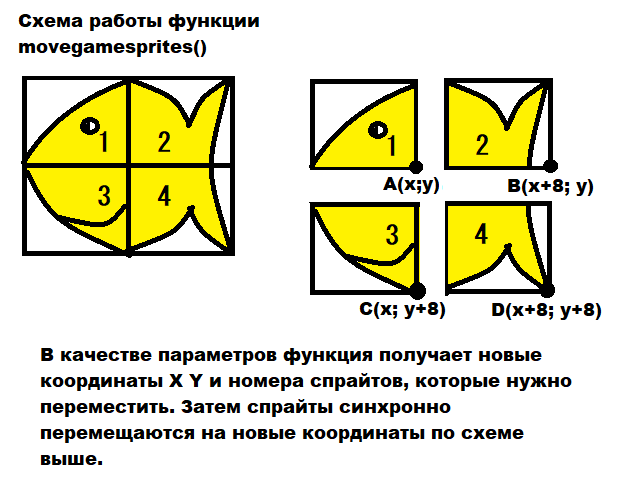 Схема работы функции
movegamesprites()
1 2
3 4
1 2
A(x;y) B(x+8; y)
3 4
C(x; y+8) D(x+8; y+8)
В качестве параметров функция получает новые
координаты X Y и номера спрайтов, которые нужно
переместить. Затем спрайты синхронно
перемещаются на новые координаты по схеме
выше.